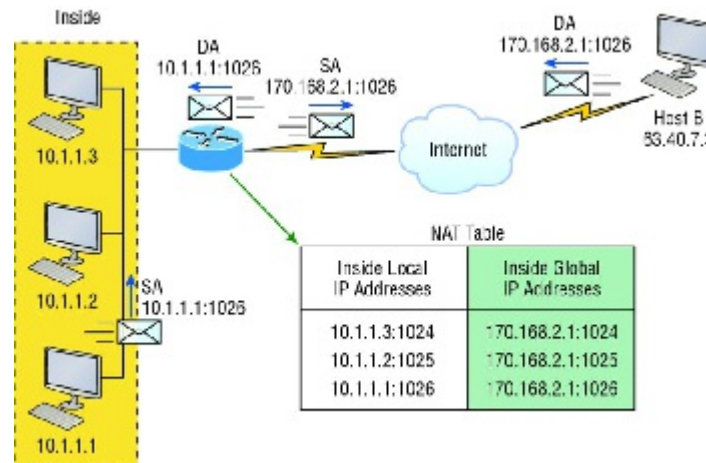 Inside
DA
10.1.1.1:1026
SA
170.168.2.1:1026
DA
170.168.2.1:1026
Host B
63.40.7.3
10.1.1.3
Internet
10.1.1.2
SA
10.1.1.1:1026
10.1.1.1
NAT Table
Inside Local
IP Addresses
Inside Global
IP Addresses
10.1.1.3:1024
170.168.2.1:1024
10.1.1.2:1025
170.168.2.1:1025
10.1.1.1:1026
170.168.2.1:1026